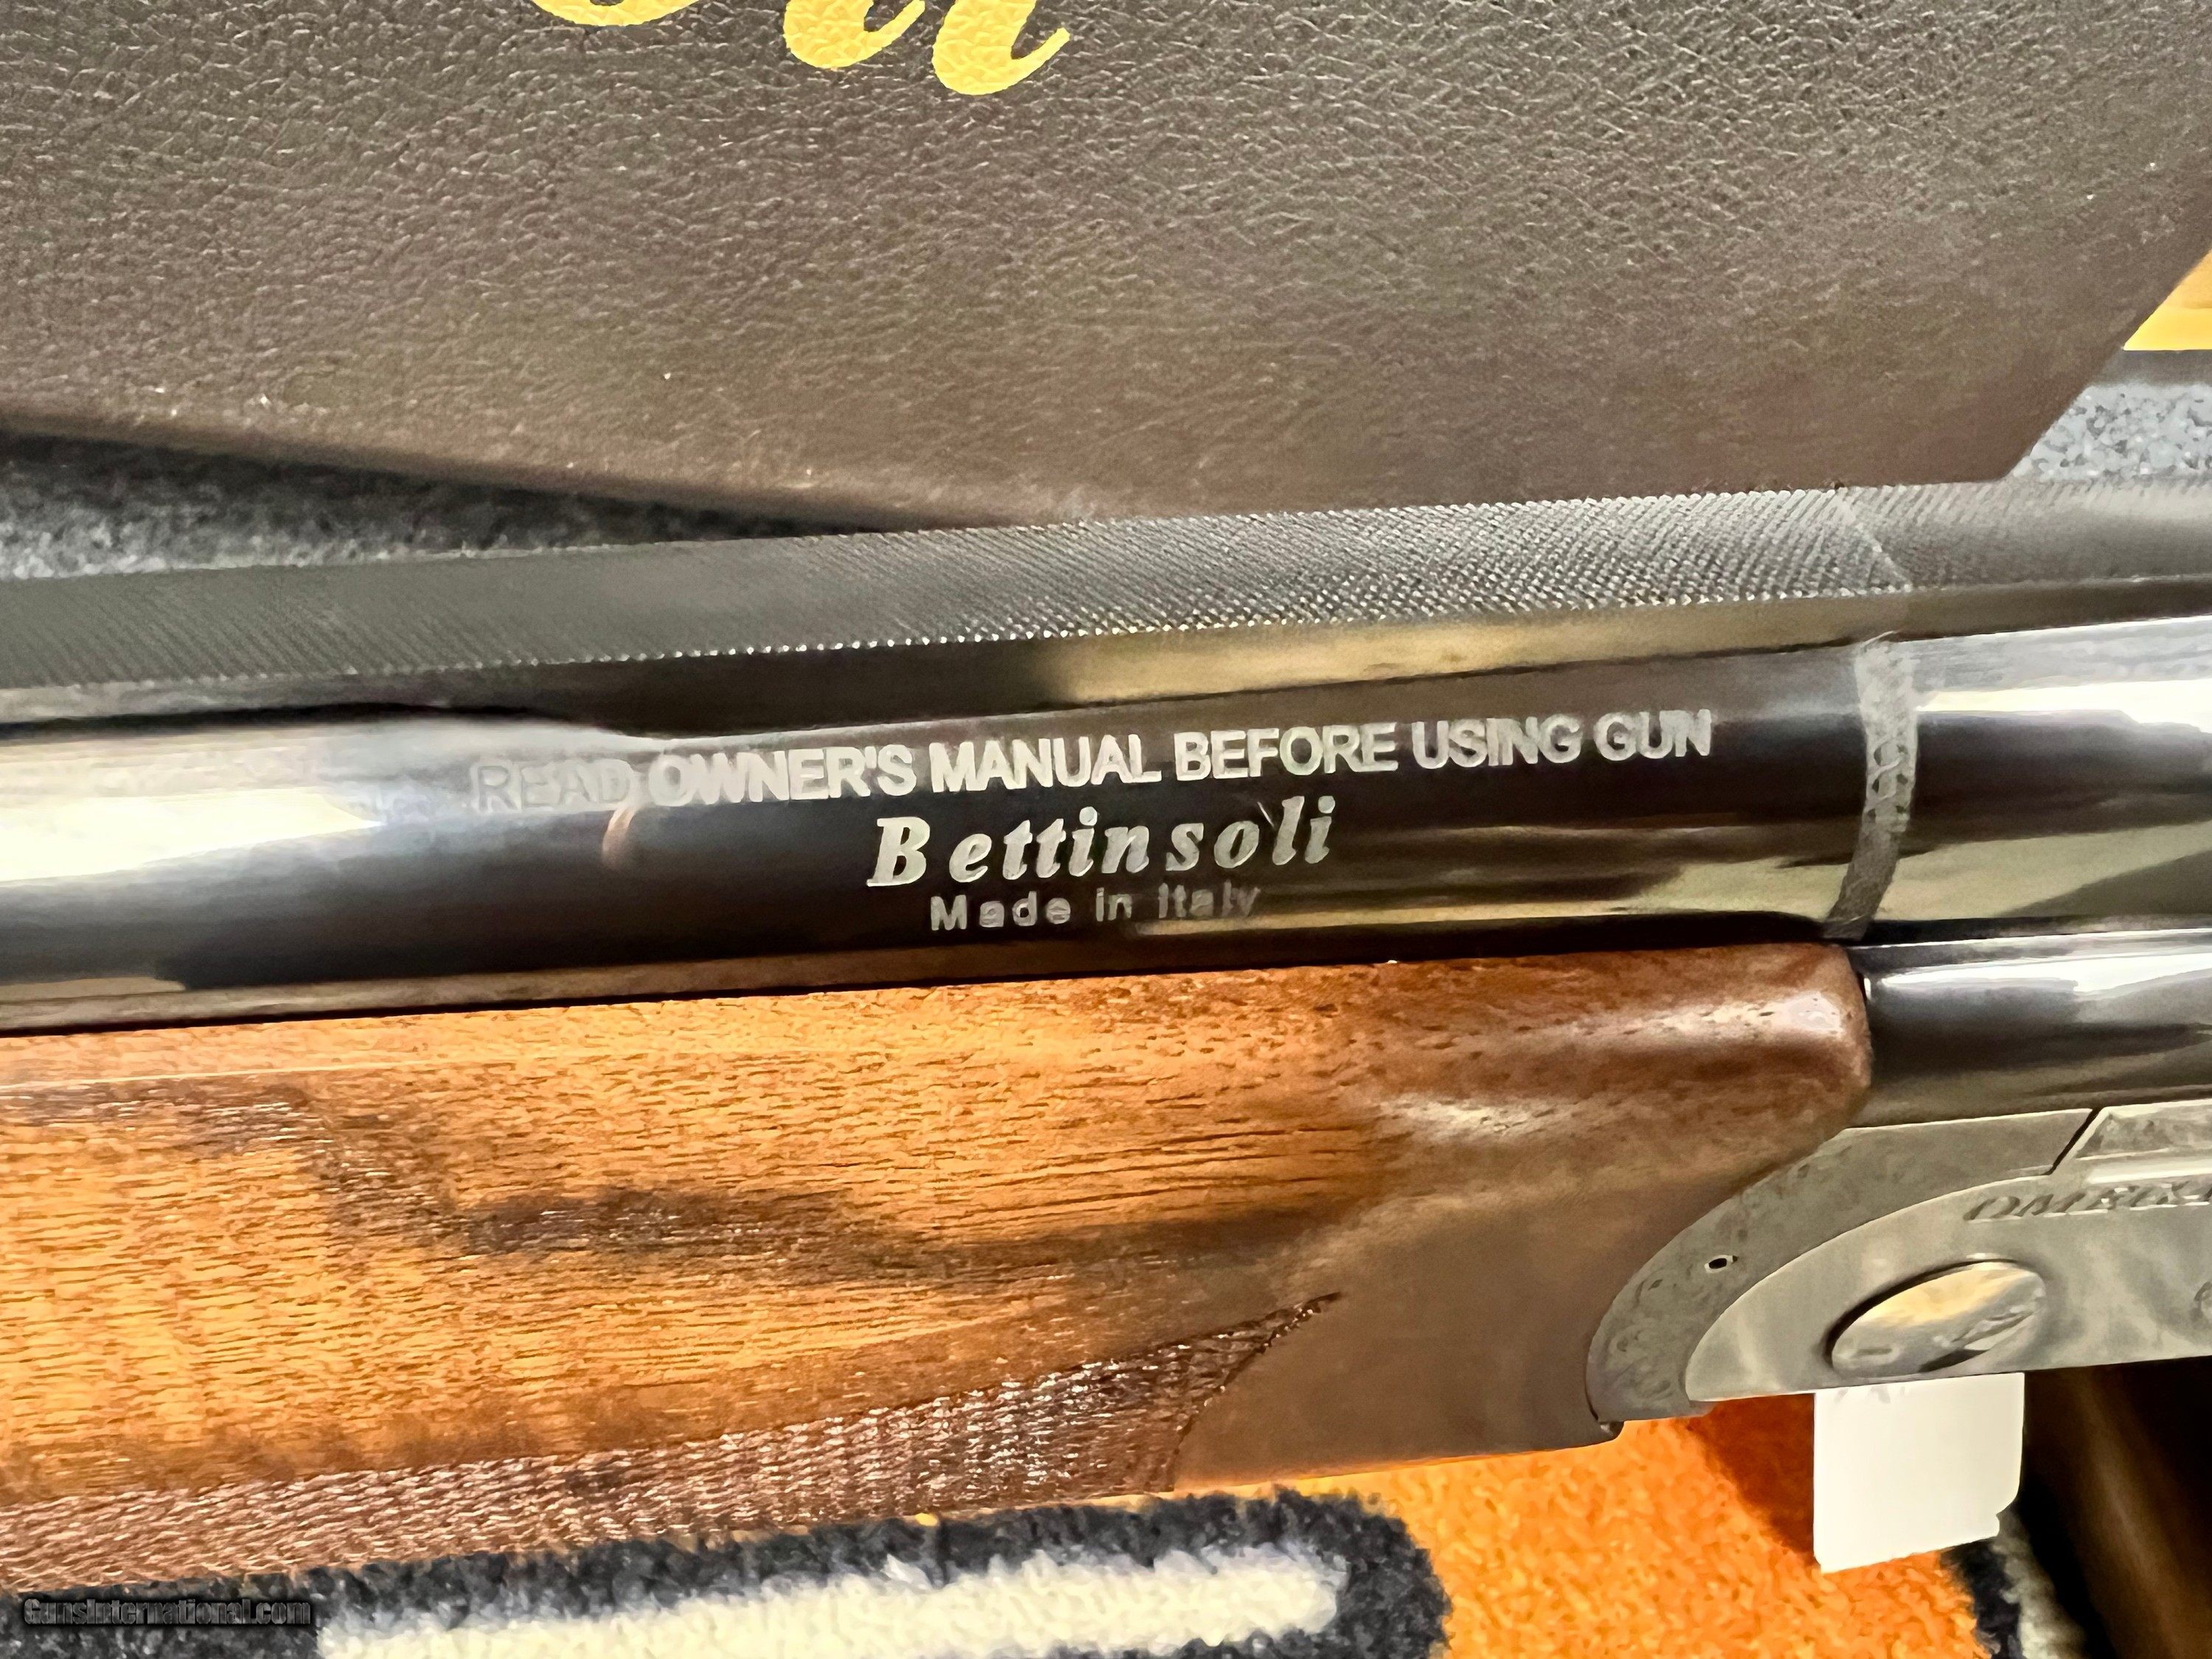 READ OWNER'S MANUAL BEFORE USING GUN
Bettinsoli
Made in Italy
GunsInternational.com